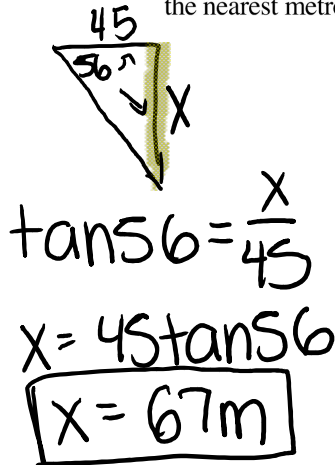 the nearest metre
45
56
X
tan56 = x/45
x = 45tan56
x = 67m